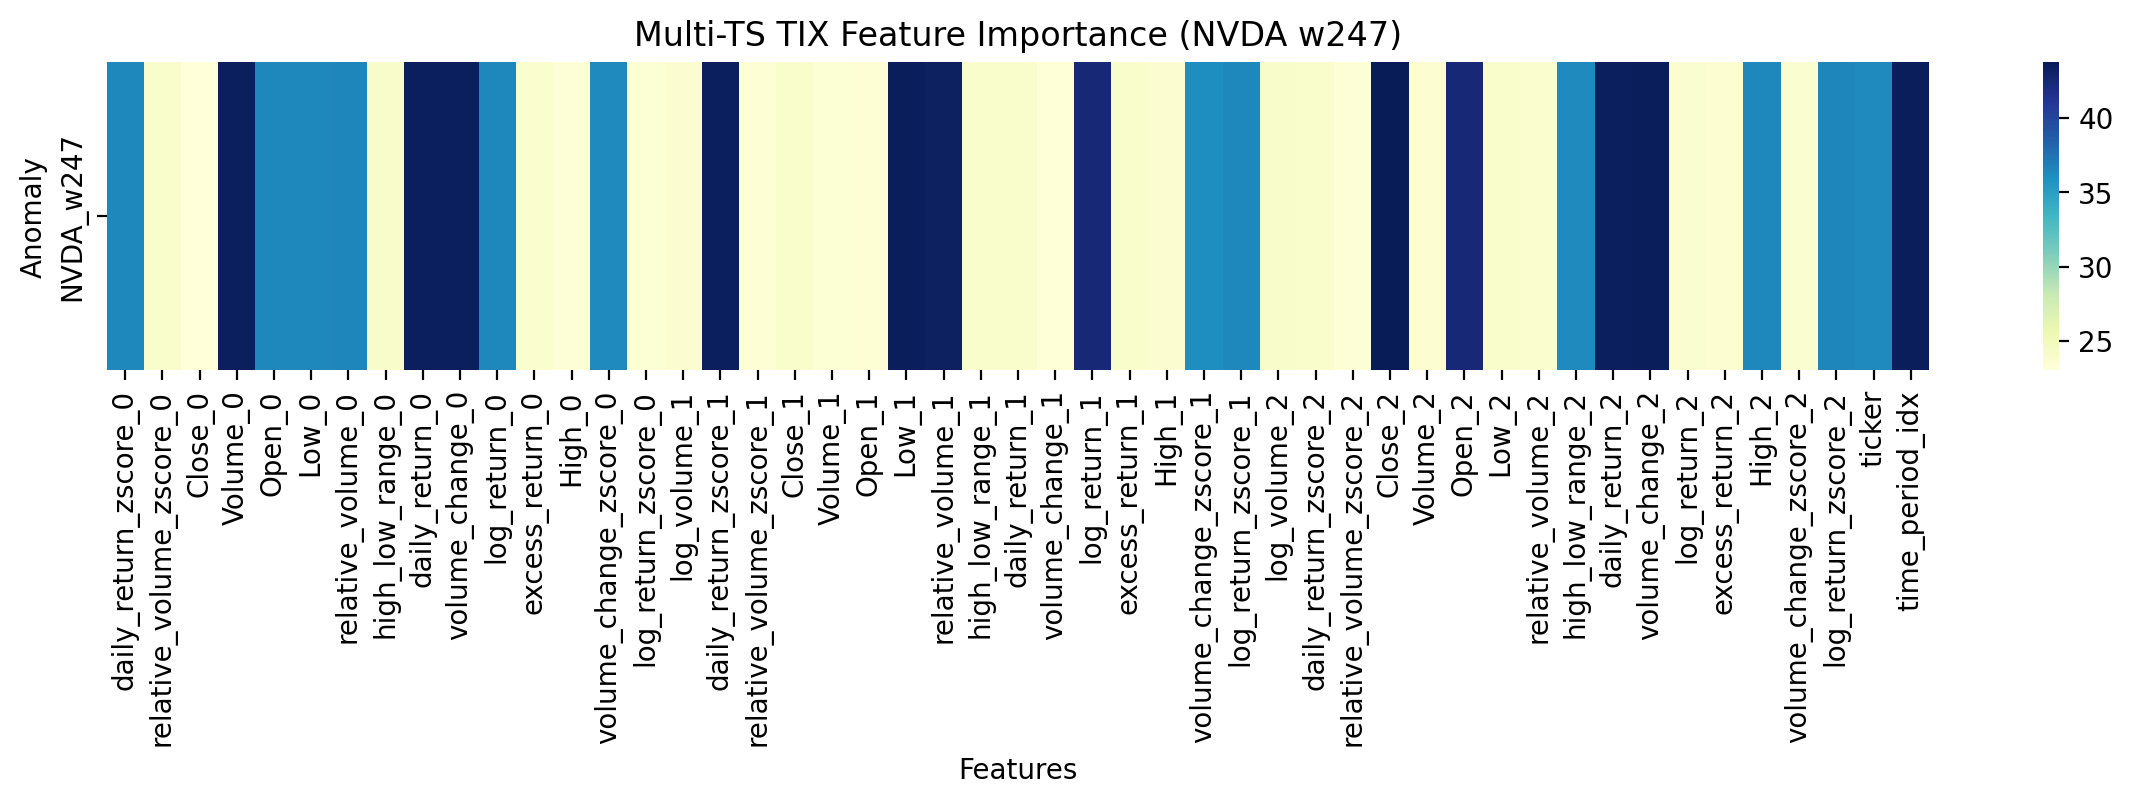 Multi-TS TIX Feature Importance (NVDA w247)
Anomaly
NVDA_w247
40
35
30
25
daily_return_zscore_0
relative_volume_zscore_0
Close_0
Volume_0
Open_0
Low_0
relative_volume_0
high_low_range_0
daily_return_0
volume_change_0
log_return_0
excess_return_0
High_0
volume_change_zscore_0
log_return_zscore_0
log_volume_1
daily_return_zscore_1
relative_volume_zscore_1
Close_1
Volume_1
Open_1
Low_1
relative_volume_1
high_low_range_1
daily_return_1
volume_change_1
log_return_1
excess_return_1
High_1
volume_change_zscore_1
log_return_zscore_1
log_volume_2
daily_return_zscore_2
relative_volume_zscore_2
Close_2
Volume_2
Open_2
Low_2
relative_volume_2
high_low_range_2
daily_return_2
volume_change_2
log_return_2
excess_return_2
High_2
volume_change_zscore_2
log_return_zscore_2
ticker
time_period_idx
Features